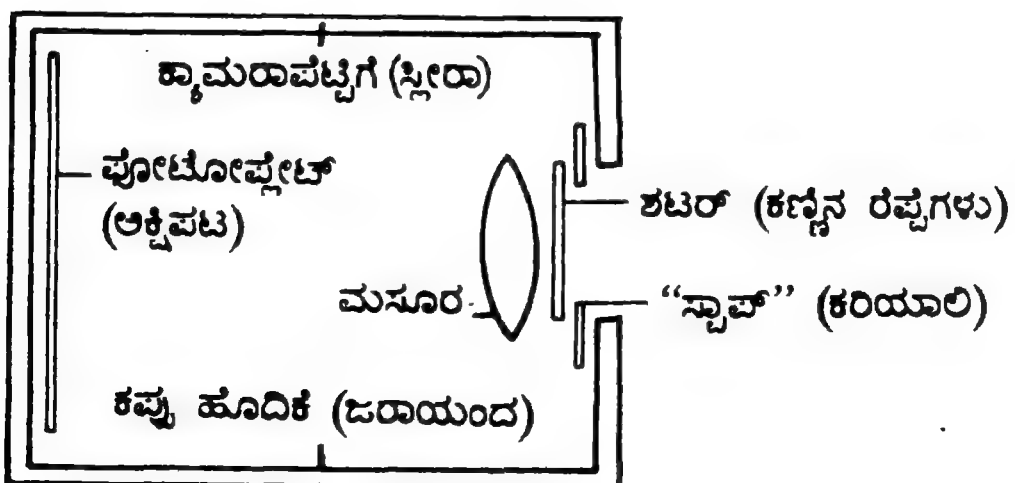 ಕ್ಯಾಮರಾಪೆಟ್ಟಿಗೆ (ಸ್ಲೀರಾ)
ಫೋಟೋಪ್ಲೇಟ್
(ಅಕ್ಷಿಪಟ)
ಶಟರ್ (ಕಣ್ಣಿನ ರೆಪ್ಪೆಗಳು)
ಮಸೂರ
“ಸ್ಟಾಪ್” (ಕರಿಯಾಲಿ)
ಕಪ್ಪು ಹೊದಿಕೆ (ಜರಾಯಂದ)